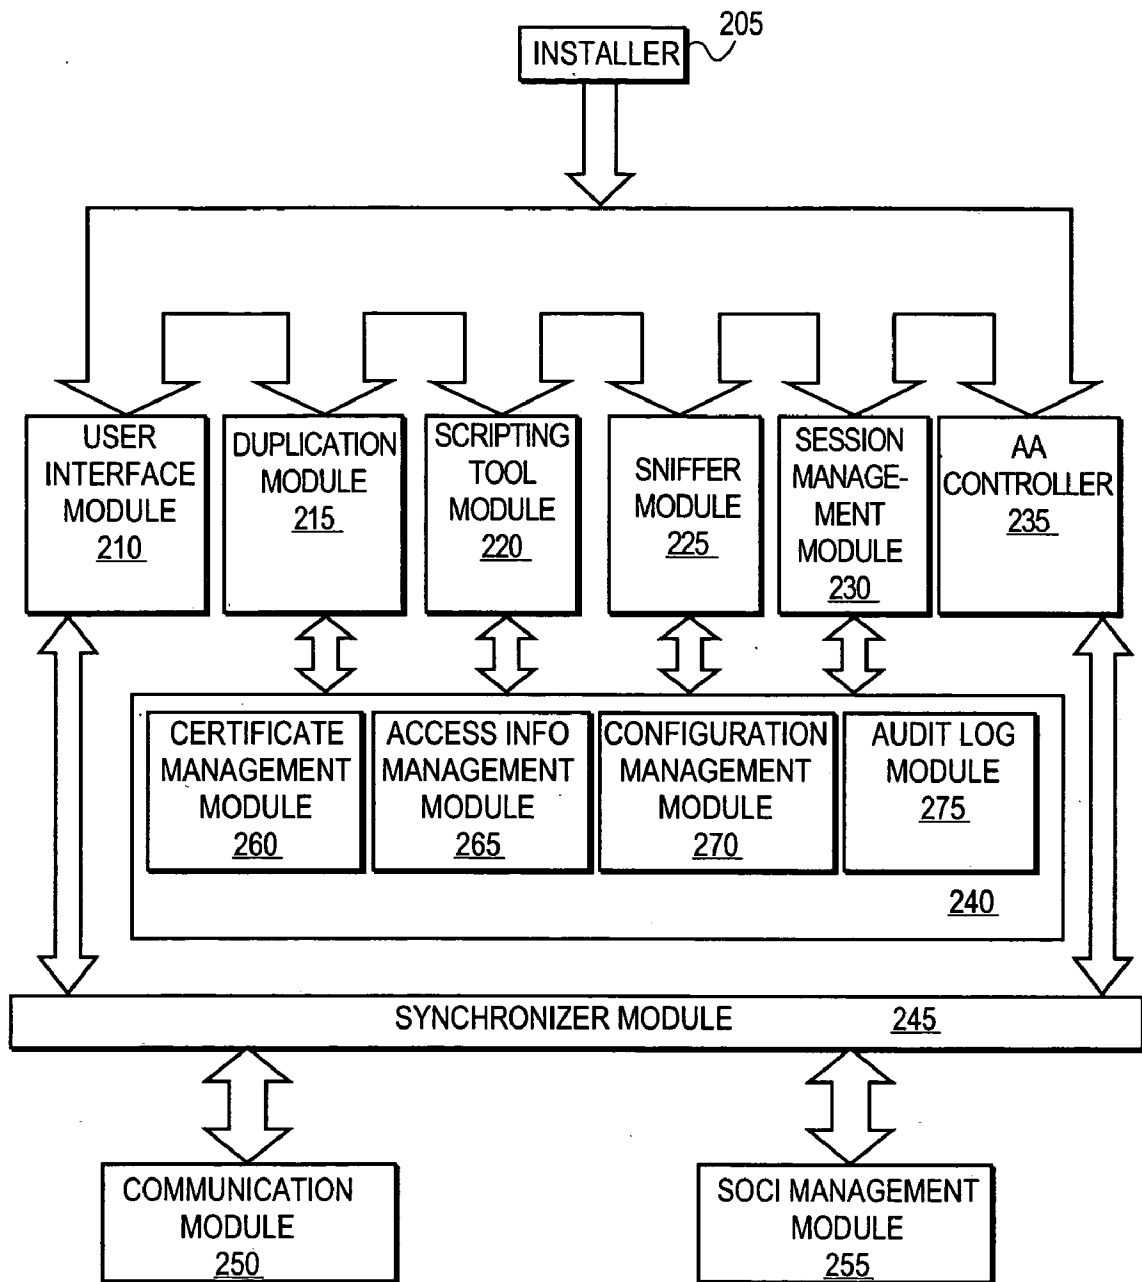 205
INSTALLER
USER
INTERFACE
MODULE
210
DUPLICATION
MODULE
215
SCRIPTING
TOOL
MODULE
220
SNIFFER
MODULE
225
SESSION
MANAGE-
MENT
MODULE
230
AA
CONTROLLER
235
CERTIFICATE
MANAGEMENT
MODULE
260
ACCESS INFO
MANAGEMENT
MODULE
265
CONFIGURATION
MANAGEMENT
MODULE
270
AUDIT LOG
MODULE
275
240
SYNCHRONIZER MODULE 245
COMMUNICATION
MODULE
250
SOCI MANAGEMENT
MODULE
255